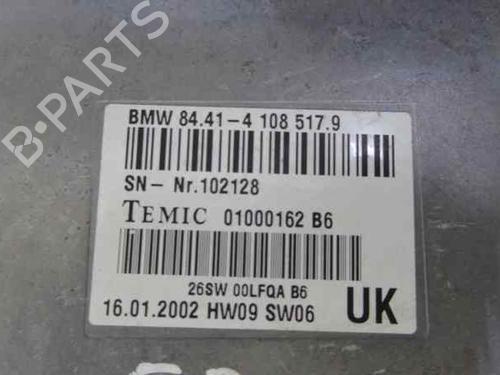 BMW 84.41-4 108 517.9
SN- Nr.102128
TEMIC 01000162 B6
26SW 00LFQA B6
16.01.2002 HW09 SW06 UK